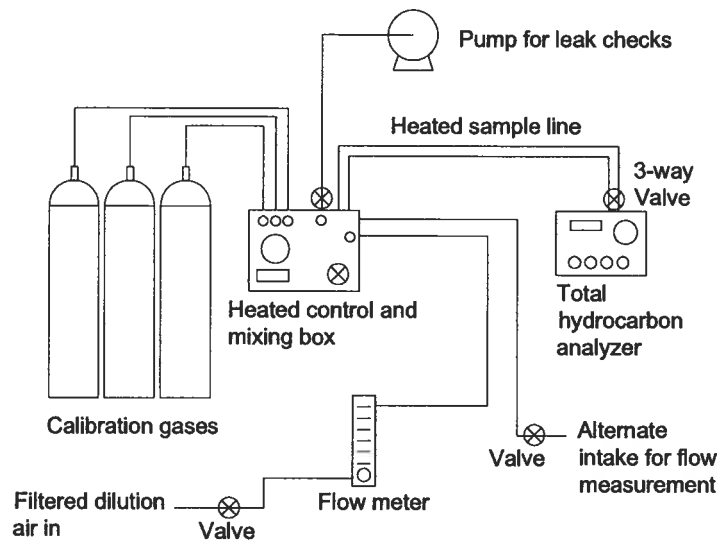 Pump for leak checks
Heated sample line
3-way
Valve
Heated control and
mixing box
Total
hydrocarbon
analyzer
Calibration gases
Alternate
intake for flow
measurement
Valve
Flow meter
Filtered dilution
air in
Valve